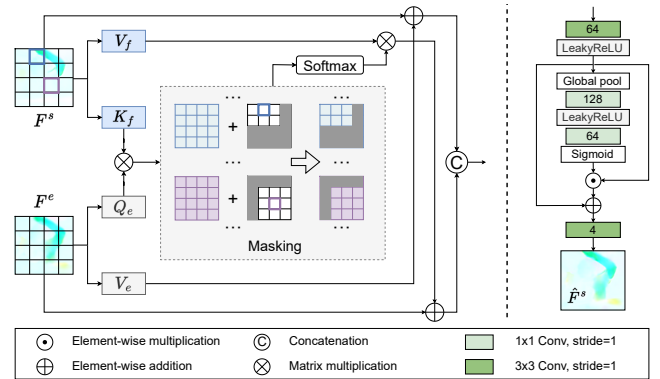 V_f
Softmax
F^s
K_f
...
...
+
...
...
F^e
Q_e
+
...
...
Masking
V_e
C
64
LeakyReLU
Global pool
128
LeakyReLU
64
Sigmoid
4
F̂^s
Element-wise multiplication
C Concatenation
1x1 Conv, stride=1
Element-wise addition
Matrix multiplication
3x3 Conv, stride=1